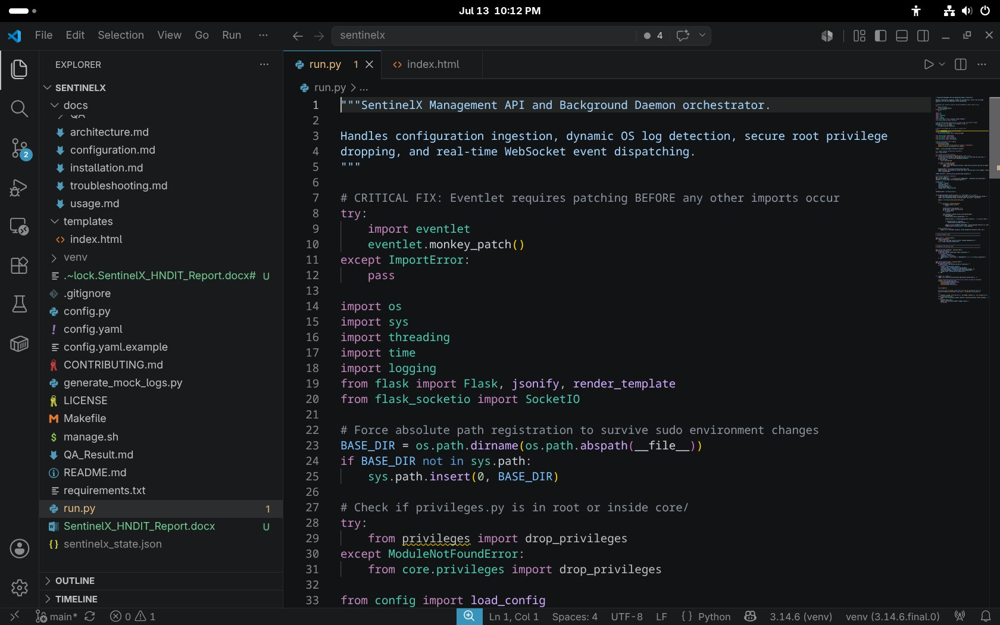 Jul 13 10:12 PM
File Edit Selection View Go Run ···
sentinelx
4
EXPLORER
run.py 1
index.html
SENTINELX
run.py > ...
docs
QA
architecture.md
configuration.md
installation.md
troubleshooting.md
usage.md
templates
index.html
venv
.~lock.SentinelX_HNDIT_Report.docx# U
.gitignore
config.py
config.yaml
config.yaml.example
CONTRIBUTING.md
generate_mock_logs.py
LICENSE
Makefile
manage.sh
QA_Result.md
README.md
requirements.txt
run.py 1
SentinelX_HNDIT_Report.docx U
sentinelx_state.json
OUTLINE
TIMELINE
2
1 """SentinelX Management API and Background Daemon orchestrator.
2
3 Handles configuration ingestion, dynamic OS log detection, secure root privilege
4 dropping, and real-time WebSocket event dispatching.
5 """
6
7 # CRITICAL FIX: Eventlet requires patching BEFORE any other imports occur
8 try:
9     import eventlet
10     eventlet.monkey_patch()
11 except ImportError:
12     pass
13
14 import os
15 import sys
16 import threading
17 import time
18 import logging
19 from flask import Flask, jsonify, render_template
20 from flask_socketio import SocketIO
21
22 # Force absolute path registration to survive sudo environment changes
23 BASE_DIR = os.path.dirname(os.path.abspath(__file__))
24 if BASE_DIR not in sys.path:
25     sys.path.insert(0, BASE_DIR)
26
27 # Check if privileges.py is in root or inside core/
28 try:
29     from privileges import drop_privileges
30 except ModuleNotFoundError:
31     from core.privileges import drop_privileges
32
33 from config import load_config
main* 0 1
Ln 1, Col 1 Spaces: 4 UTF-8 LF { } Python 3.14.6 (venv) venv (3.14.6.final.0)